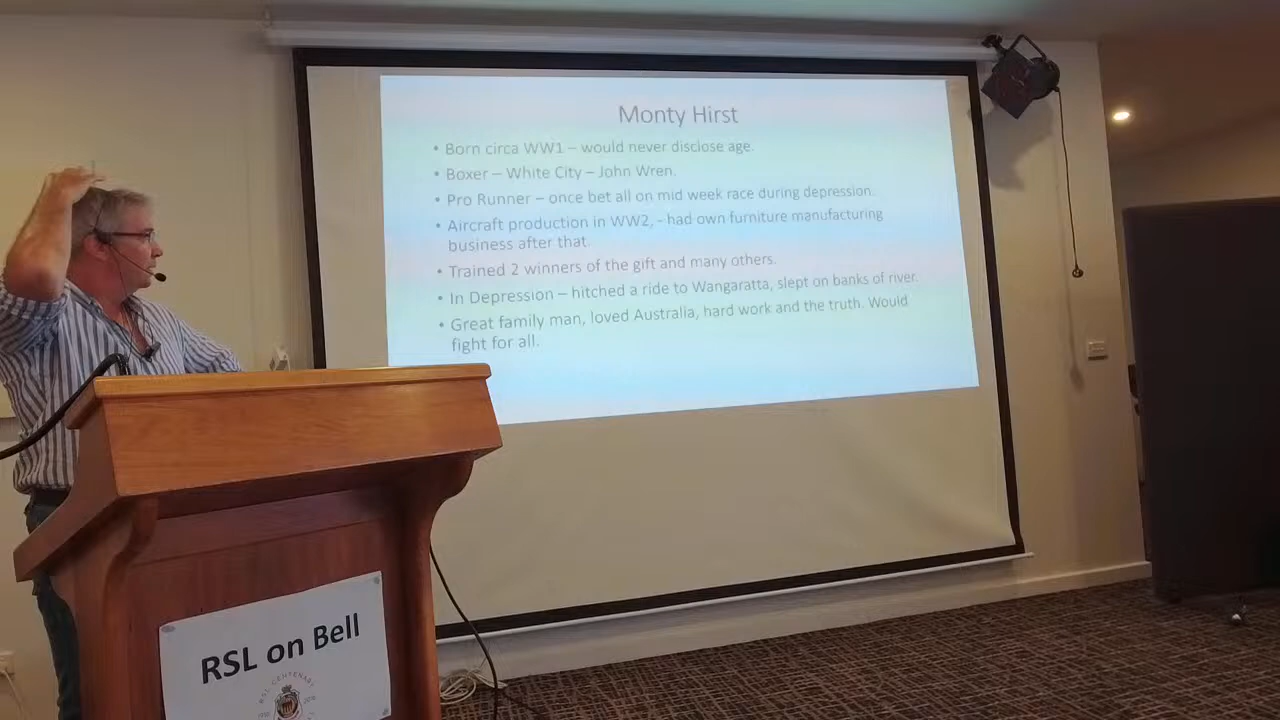 Monty Hirst
• Born circa WW1 – would never disclose age.
• Boxer – White City – John Wren.
• Pro Runner – once bet all on mid week race during depression.
• Aircraft production in WW2, - had own furniture manufacturing
business after that.
• Trained 2 winners of the gift and many others.
• In Depression – hitched a ride to Wangaratta, slept on banks of river.
• Great family man, loved Australia, hard work and the truth. Would
fight for all.
RSL on Bell
RSL CENTENARY